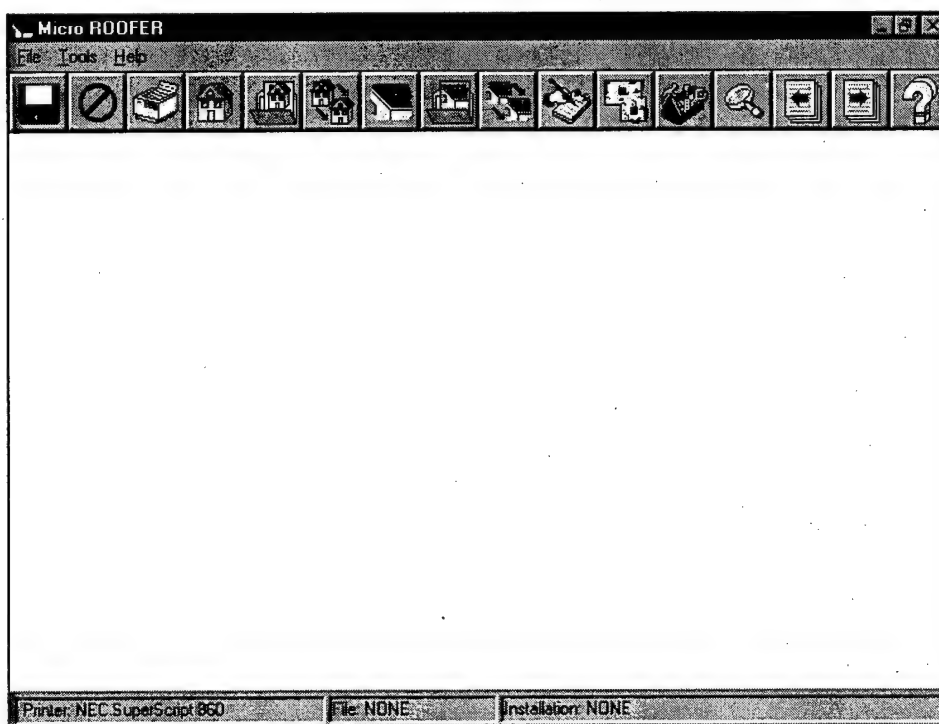 Micro ROOFER
File Tools Help
Printer: NEC SuperScript 860 File: NONE Installation: NONE